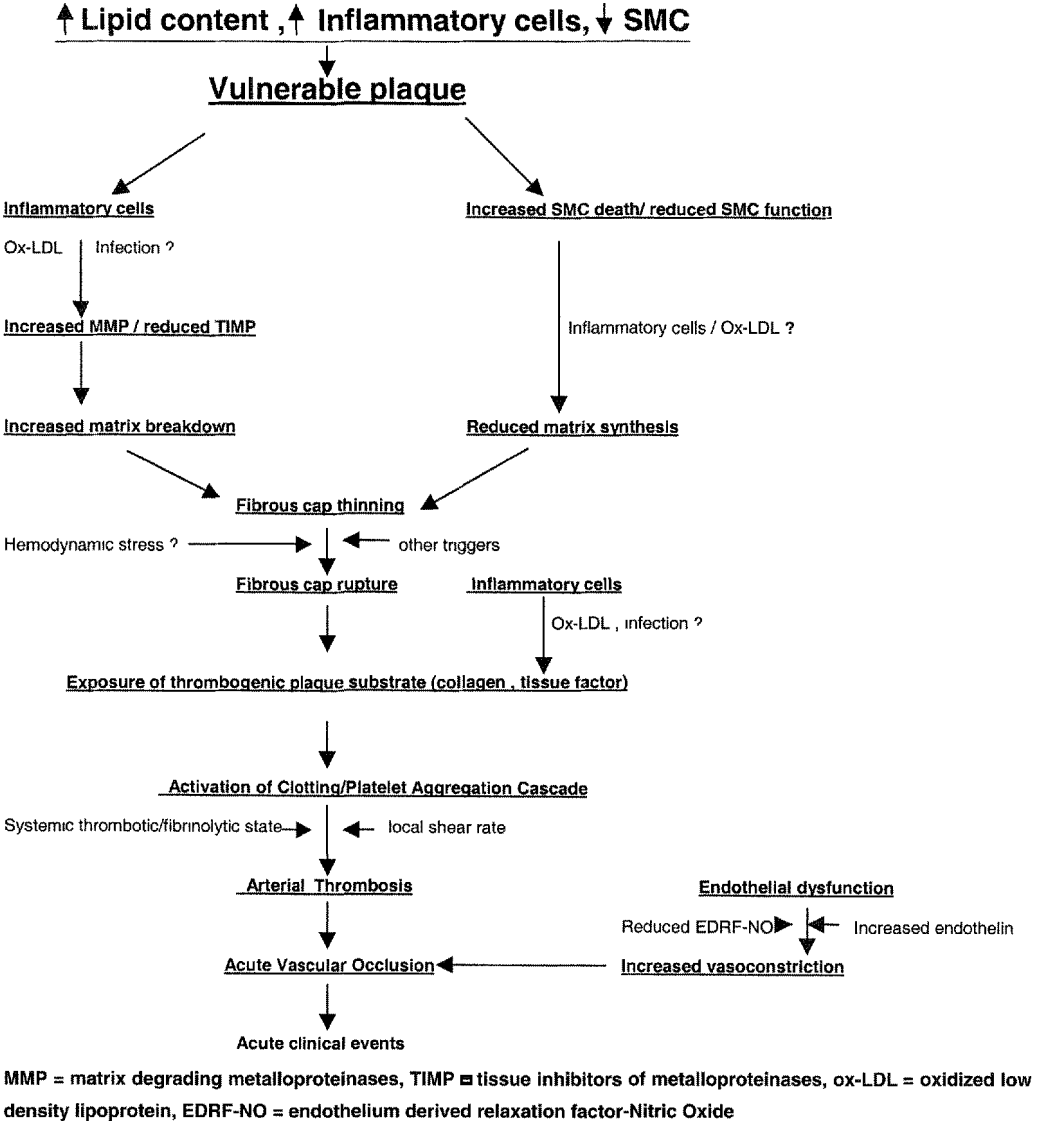 Lipid content , Inflammatory cells, SMC
Vulnerable plaque
Inflammatory cells
Increased SMC death/ reduced SMC function
Ox-LDL Infection ?
Increased MMP / reduced TIMP
Inflammatory cells / Ox-LDL ?
Increased matrix breakdown
Reduced matrix synthesis
Fibrous cap thinning
Hemodynamic stress ?
other triggers
Fibrous cap rupture
Inflammatory cells
Ox-LDL , infection ?
Exposure of thrombogenic plaque substrate (collagen , tissue factor)
Activation of Clotting/Platelet Aggregation Cascade
Systemic thrombotic/fibrinolytic state
local shear rate
Arterial Thrombosis
Endothelial dysfunction
Reduced EDRF-NO
Increased endothelin
Acute Vascular Occlusion
Increased vasoconstriction
Acute clinical events
MMP = matrix degrading metalloproteinases, TIMP = tissue inhibitors of metalloproteinases, ox-LDL = oxidized low
density lipoprotein, EDRF-NO = endothelium derived relaxation factor-Nitric Oxide